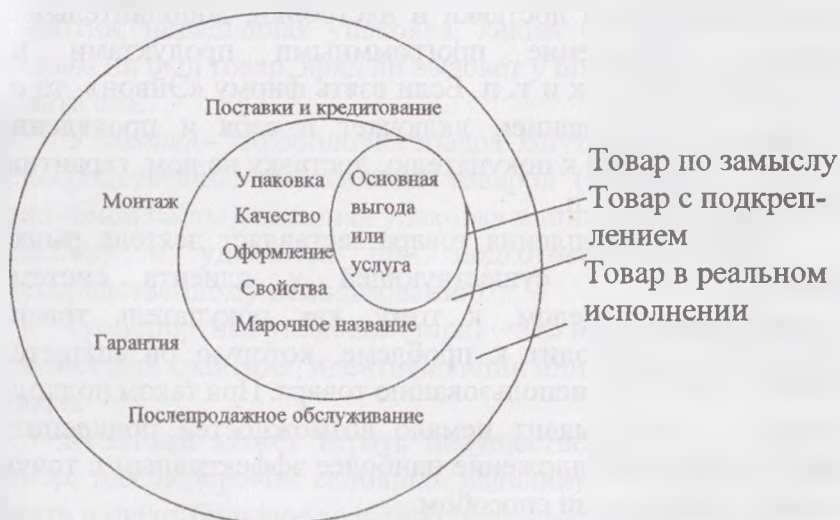 Поставки и кредитование
Упаковка
Основная
Монтаж
выгода
Качество
или
Оформление
услуга
Свойства
Марочное название
Гарантия
Послепродажное обслуживание
Товар по замыслу
Товар с подкреп-
лением
Товар в реальном
исполнении